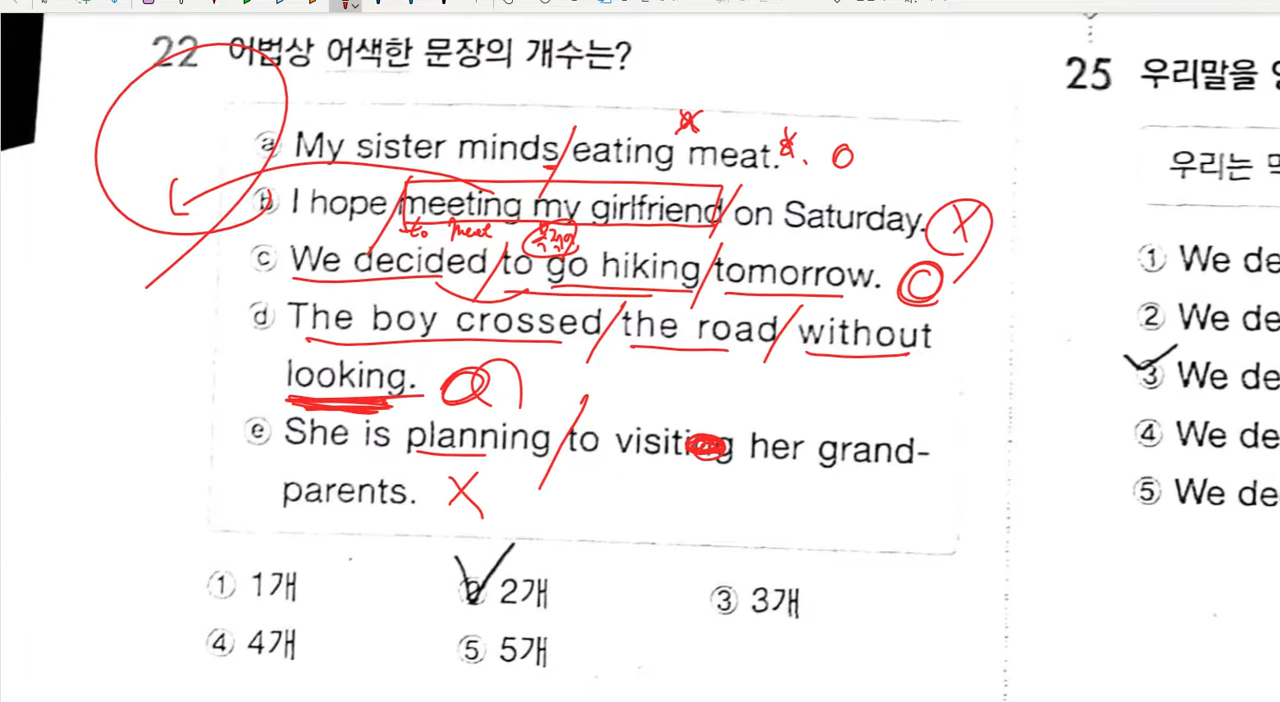 22 어법상 어색한 문장의 개수는?
ⓐ My sister minds eating meat.
ⓑ I hope meeting my girlfriend on Saturday.
to meet
ⓒ We decided to go hiking tomorrow.
ⓓ The boy crossed the road without
looking.
ⓔ She is planning to visiting her grand-
parents.
① 1개
② 2개
③ 3개
④ 4개
⑤ 5개
25 우리말을
우리는
① We de
② We de
③ We de
④ We de
⑤ We de